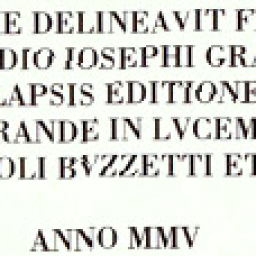 E DELINEAVIT F
DIO IOSEPHI GRA
LAPSIS EDITIONE
RANDE IN LVCEM
OLI BVZZETTI ET
ANNO MMV